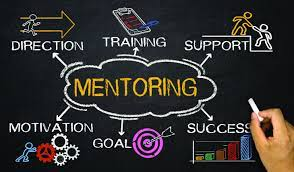 DIRECTION
TRAINING
SUPPORT
MENTORING
MOTIVATION
GOAL
SUCCESS